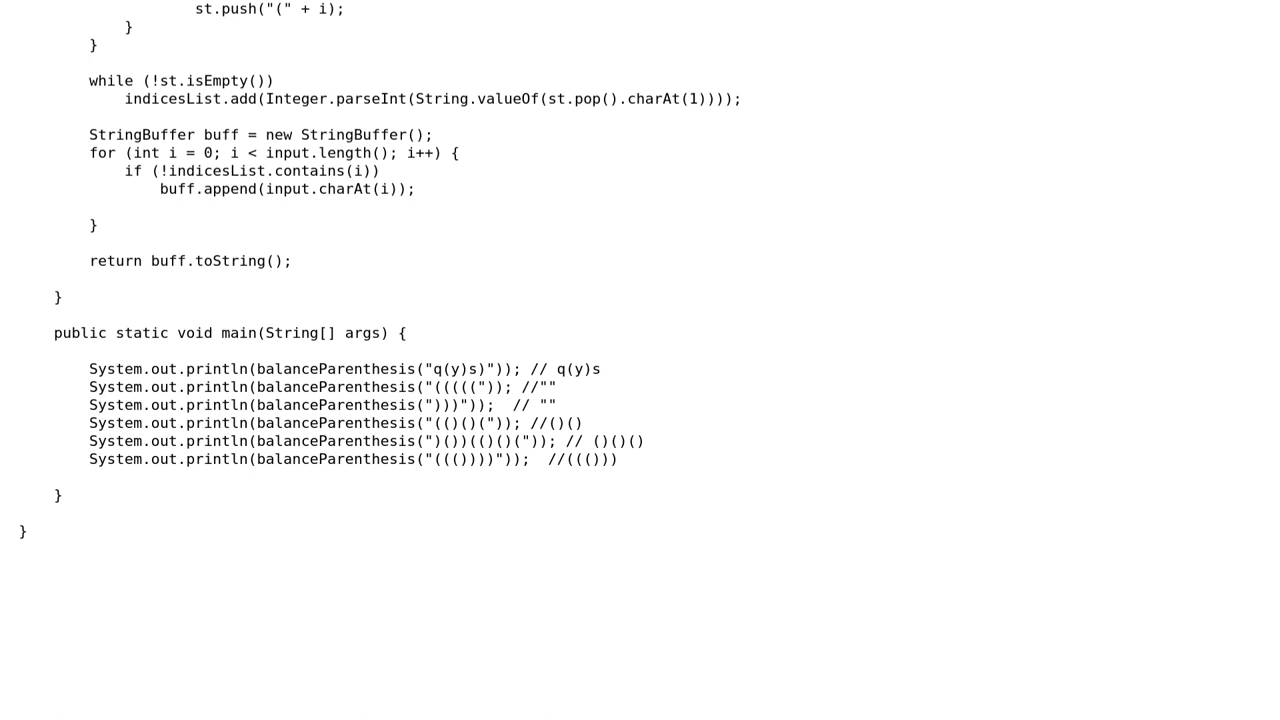 st.push("(" + i);
}
}
while (!st.isEmpty())
indicesList.add(Integer.parseInt(String.valueOf(st.pop().charAt(1))));
StringBuffer buff = new StringBuffer();
for (int i = 0; i < input.length(); i++) {
if (!indicesList.contains(i))
buff.append(input.charAt(i));
}
return buff.toString();
}
public static void main(String[] args) {
System.out.println(balanceParenthesis("q(y)s)")); // q(y)s
System.out.println(balanceParenthesis("(((((")); //""
System.out.println(balanceParenthesis(")))"));  // ""
System.out.println(balanceParenthesis("(()()(")); //()()
System.out.println(balanceParenthesis(")())(()()(")); // ()()()
System.out.println(balanceParenthesis("((())))"));  //((()))
}
}